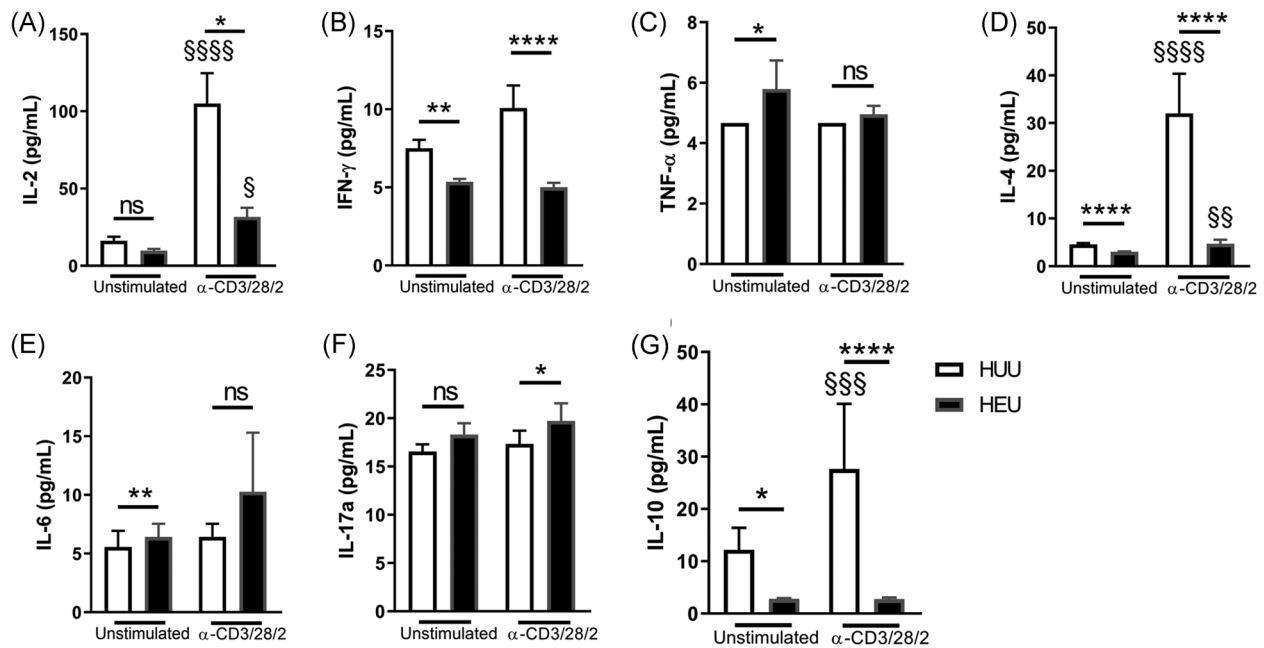 (A)
IL-2 (pg/mL)
150
100
50
0
ns
§§§§
*
§
Unstimulated α-CD3/28/2
(B)
IFN-γ (pg/mL)
15
10
5
0
**
****
Unstimulated α-CD3/28/2
(C)
TNF-α (pg/mL)
8
6
4
2
0
*
ns
Unstimulated α-CD3/28/2
(D)
IL-4 (pg/mL)
50
40
30
20
10
0
****
§§§§
****
§§
Unstimulated α-CD3/28/2
(E)
IL-6 (pg/mL)
20
15
10
5
0
**
ns
Unstimulated α-CD3/28/2
(F)
IL-17a (pg/mL)
25
20
15
10
5
0
ns
*
Unstimulated α-CD3/28/2
(G)
IL-10 (pg/mL)
50
40
30
20
10
0
*
§§§
****
Unstimulated α-CD3/28/2
HUU
HEU